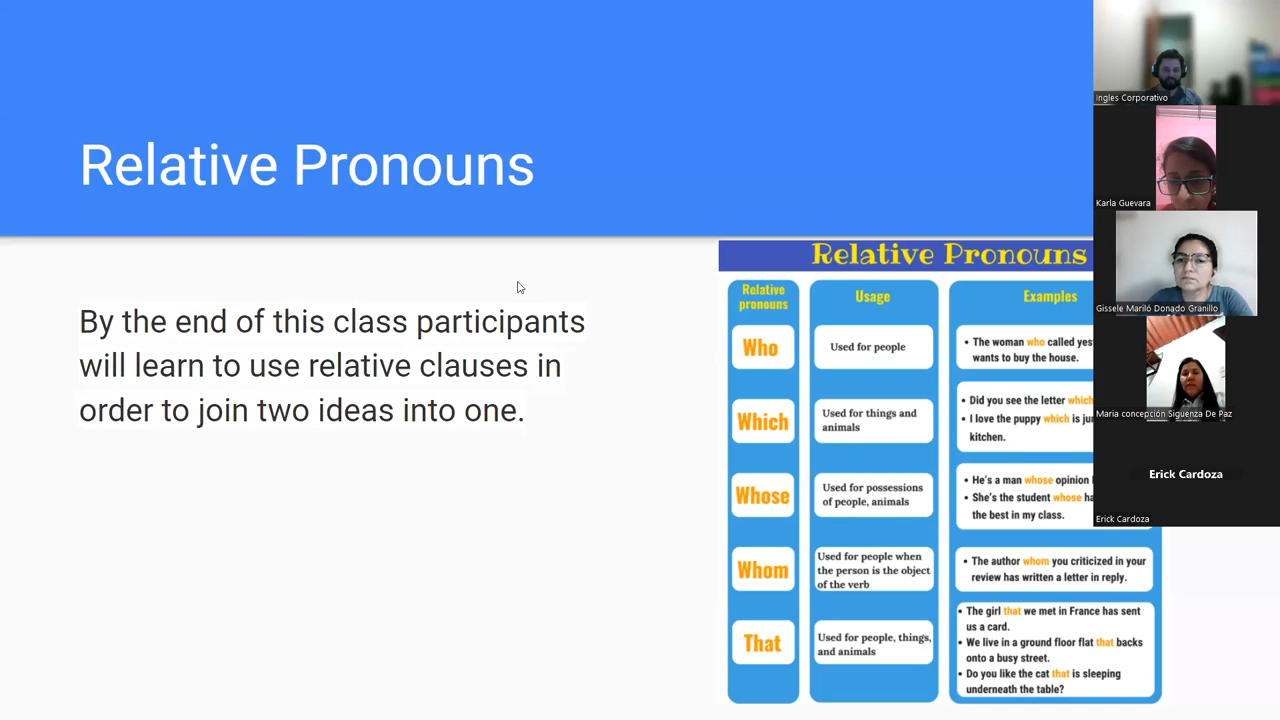 Relative Pronouns
By the end of this class participants
will learn to use relative clauses in
order to join two ideas into one.
Relative Pronouns
Relative
pronouns
Usage
Examples
Who
Used for people
• The woman who called yes
wants to buy the house.
Which
Used for things and
animals
• Did you see the letter which
• I love the puppy which is ju
kitchen.
Whose
Used for possessions
of people, animals
• He's a man whose opinion
• She's the student whose ha
the best in my class.
Whom
Used for people when
the person is the object
of the verb
• The author whom you criticized in your
review has written a letter in reply.
That
Used for people, things,
and animals
• The girl that we met in France has sent
us a card.
• We live in a ground floor flat that backs
onto a busy street.
• Do you like the cat that is sleeping
underneath the table?
Ingles Corporativo
Karla Guevara
Gissele Mariló Donado Granillo
Maria concepción Siguenza De Paz
Erick Cardoza
Erick Cardoza